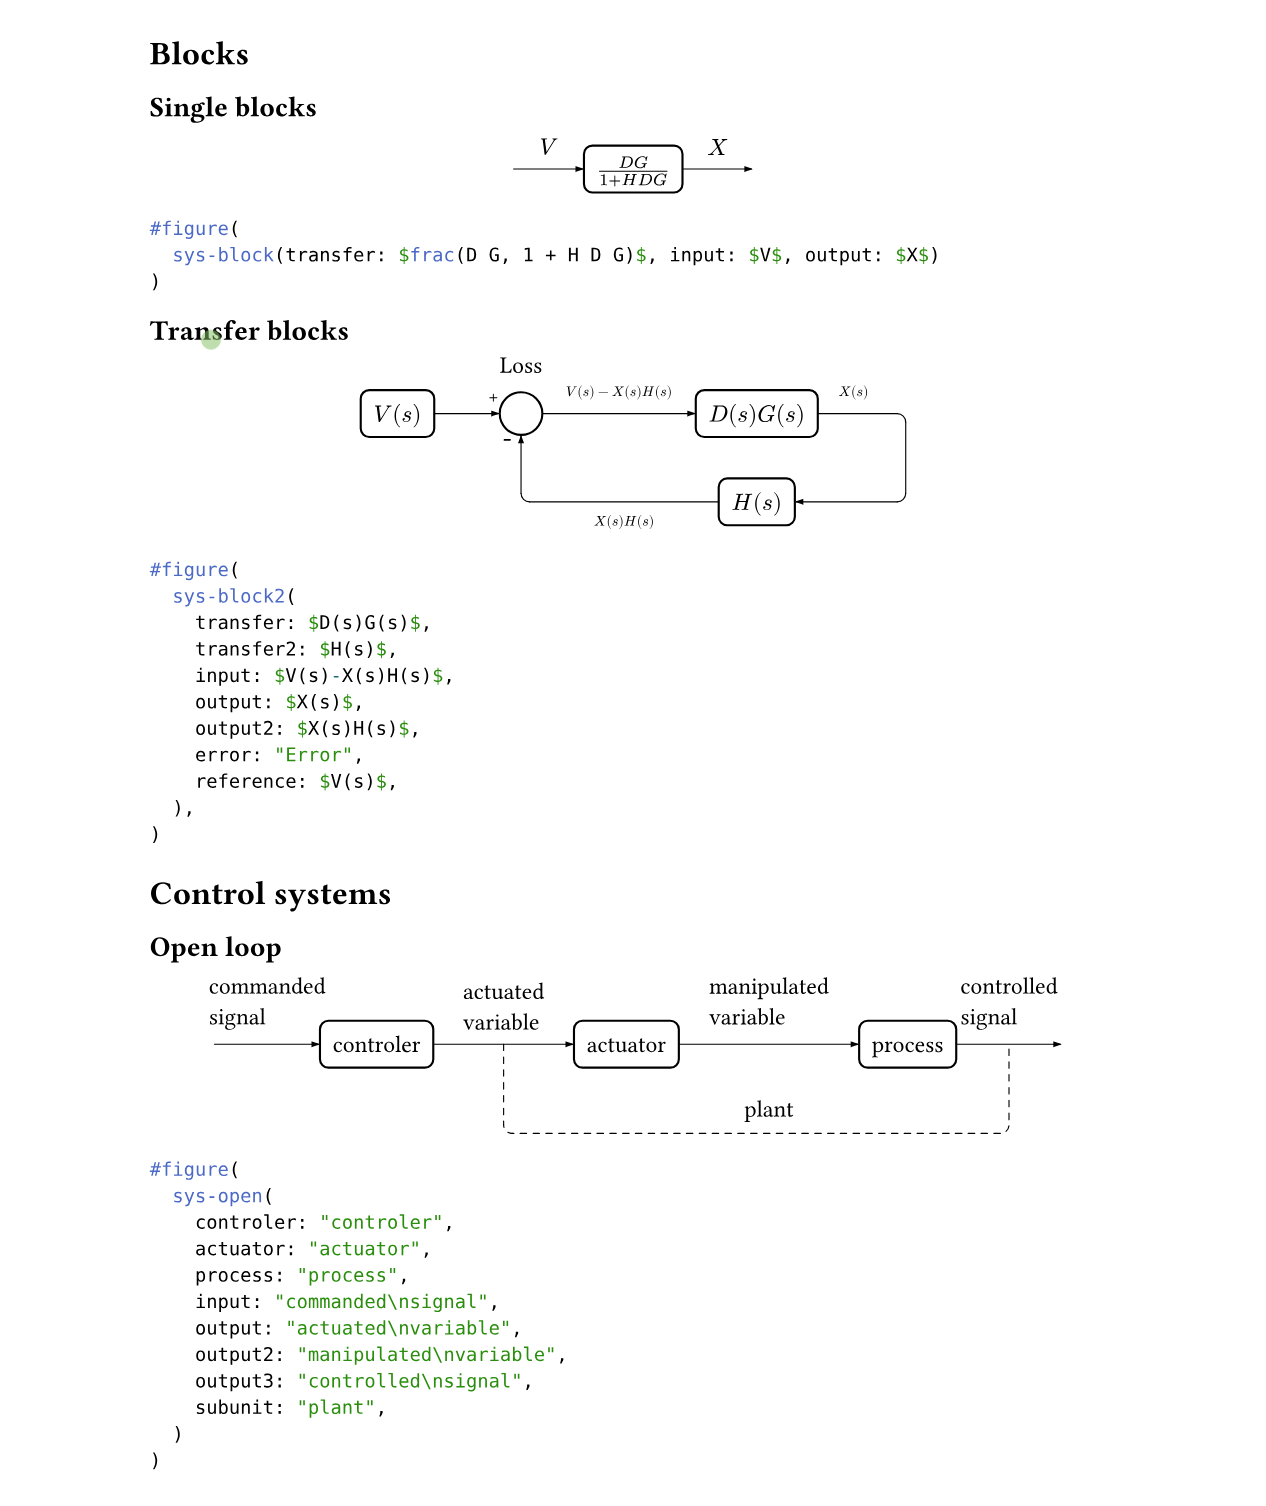 Blocks
Single blocks
V
DG
1+HDG
X
#figure(
  sys-block(transfer: $frac(D G, 1 + H D G)$, input: $V$, output: $X$)
)
Transfer blocks
Loss
V(s)
+
-
V(s) − X(s)H(s)
D(s)G(s)
X(s)
H(s)
X(s)H(s)
#figure(
  sys-block2(
    transfer: $D(s)G(s)$,
    transfer2: $H(s)$,
    input: $V(s)-X(s)H(s)$,
    output: $X(s)$,
    output2: $X(s)H(s)$,
    error: "Error",
    reference: $V(s)$,
  ),
)
Control systems
Open loop
commanded
signal
controler
actuated
variable
actuator
manipulated
variable
process
controlled
signal
plant
#figure(
  sys-open(
    controler: "controler",
    actuator: "actuator",
    process: "process",
    input: "commanded\nsignal",
    output: "actuated\nvariable",
    output2: "manipulated\nvariable",
    output3: "controlled\nsignal",
    subunit: "plant",
  )
)